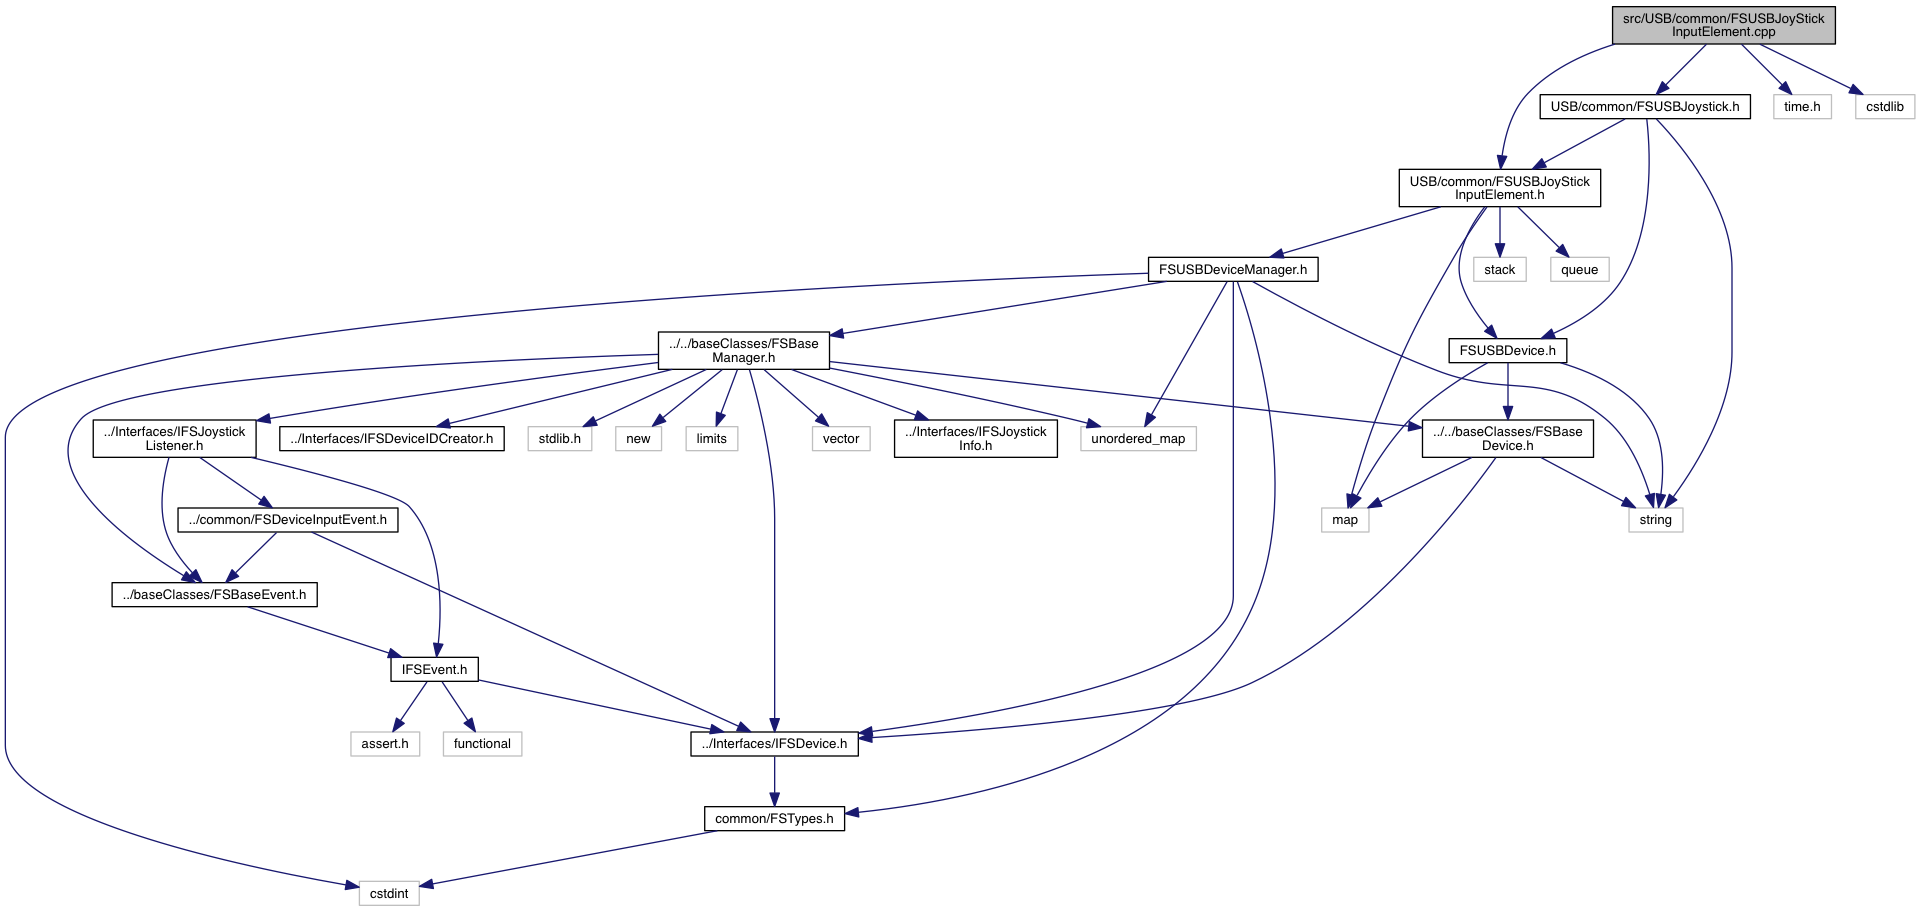 src/USB/common/FSUSBJoyStick
InputElement.cpp
USB/common/FSUSBJoystick.h
time.h
cstdlib
USB/common/FSUSBJoyStick
InputElement.h
FSUSBDeviceManager.h
stack
queue
../../baseClasses/FSBase
Manager.h
FSUSBDevice.h
../Interfaces/IFSJoystick
Listener.h
../Interfaces/IFSDeviceIDCreator.h
stdlib.h
new
limits
vector
../Interfaces/IFSJoystick
Info.h
unordered_map
../../baseClasses/FSBase
Device.h
../common/FSDeviceInputEvent.h
map
string
../baseClasses/FSBaseEvent.h
IFSEvent.h
assert.h
functional
../Interfaces/IFSDevice.h
common/FSTypes.h
cstdint